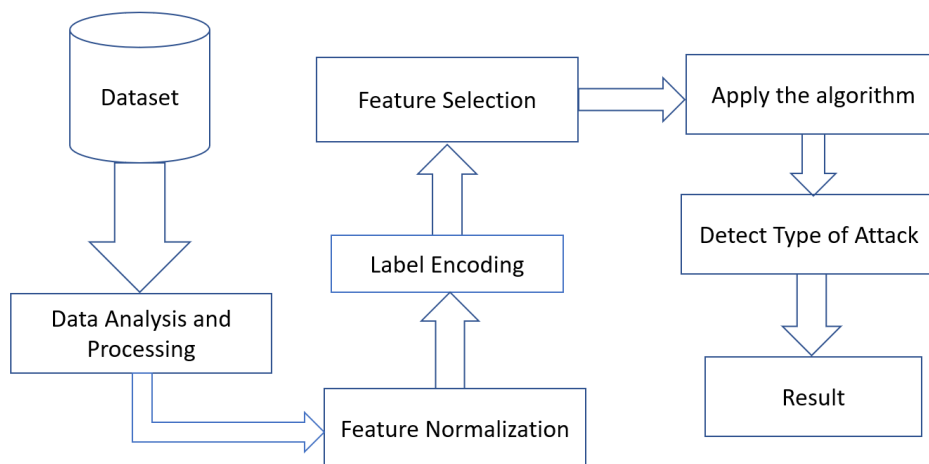 Dataset
Data Analysis and
Processing
Feature Normalization
Label Encoding
Feature Selection
Apply the algorithm
Detect Type of Attack
Result